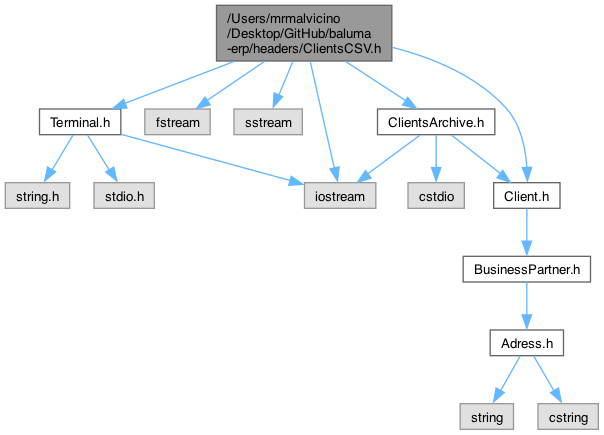 /Users/mrmalvicino
/Desktop/GitHub/baluma
-erp/headers/ClientsCSV.h
Terminal.h
fstream
sstream
ClientsArchive.h
string.h
stdio.h
iostream
cstdio
Client.h
BusinessPartner.h
Adress.h
string
cstring